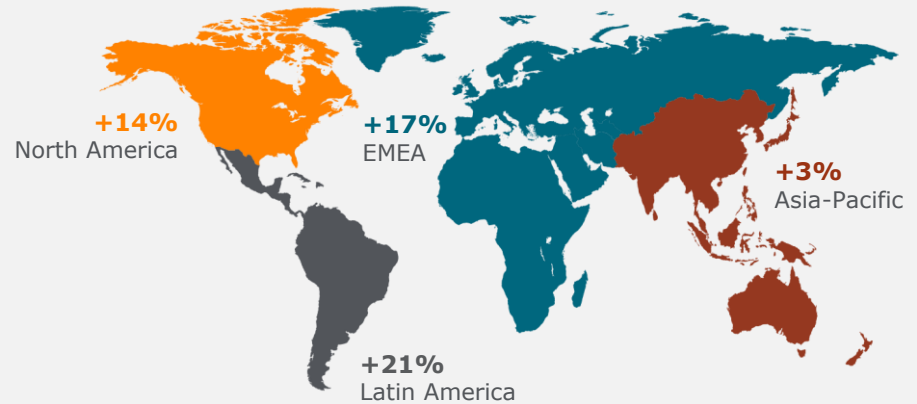 +14%
North America
+17%
EMEA
+3%
Asia-Pacific
+21%
Latin America